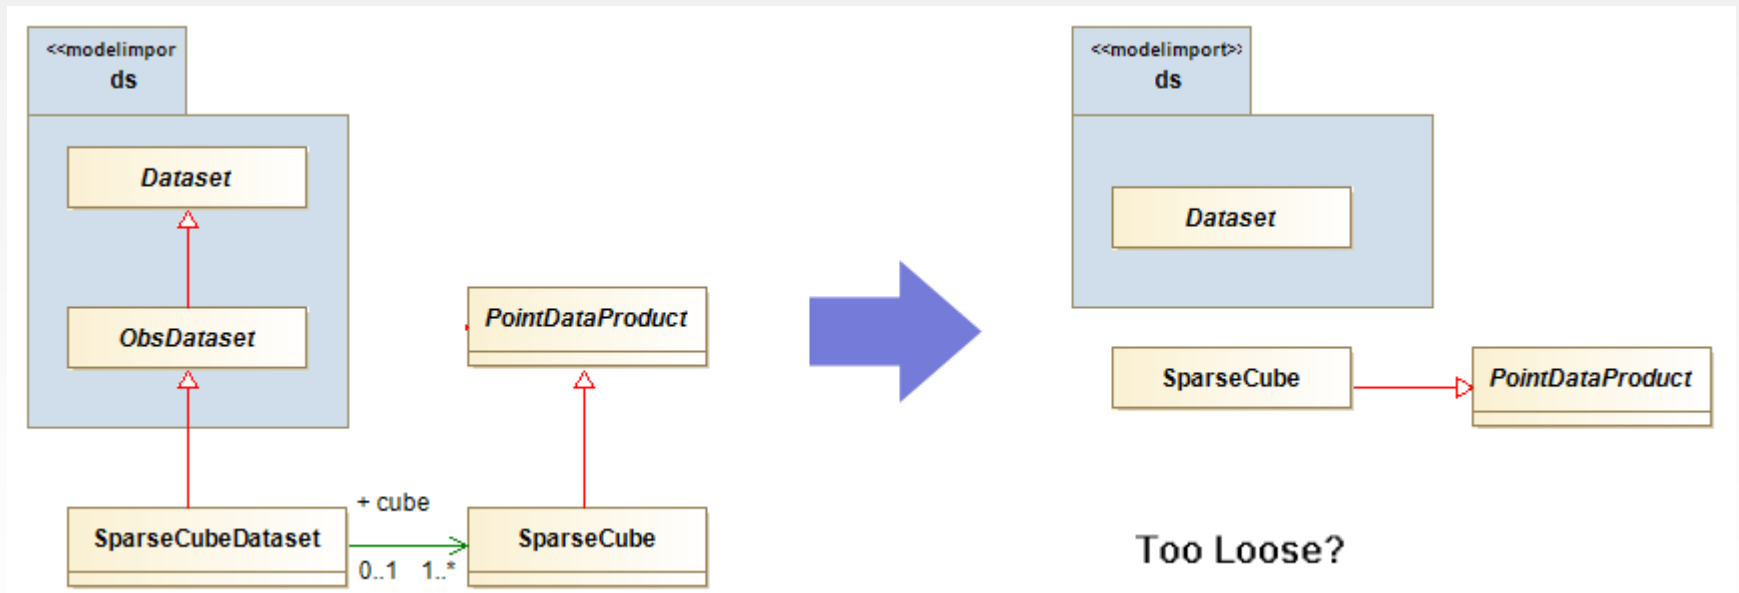 <<modelimpor
ds
Dataset
ObsDataset
PointDataProduct
SparseCubeDataset
+ cube
0..1 1..*
SparseCube
<<modelimport>>
ds
Dataset
SparseCube
PointDataProduct
Too Loose?